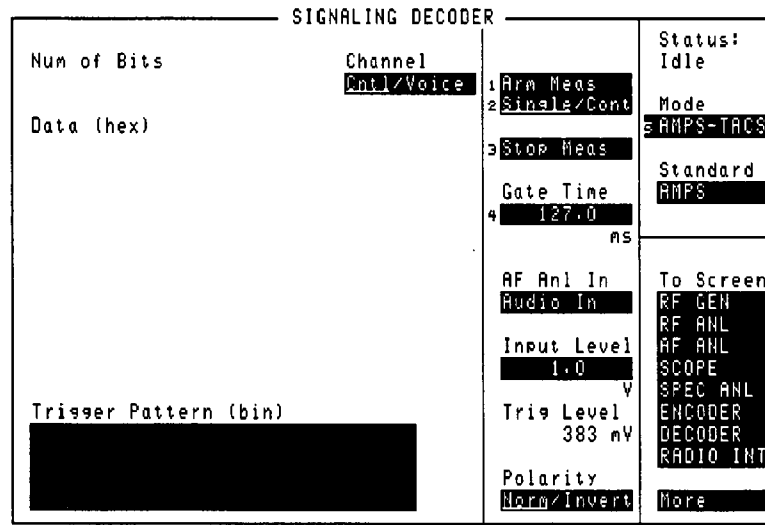 SIGNALING DECODER
Num of Bits
Channel
Cntl/Voice
Data (hex)
Trigger Pattern (bin)
1 Arm Meas
2 Single/Cont
3 Stop Meas
Gate Time
4 127.0
ms
AF Anl In
Audio In
Input Level
1.0
V
Trig Level
383 mV
Polarity
Norm/Invert
Status:
Idle
Mode
5 AMPS-TACS
Standard
AMPS
To Screen
RF GEN
RF ANL
AF ANL
SCOPE
SPEC ANL
ENCODER
DECODER
RADIO INT
More